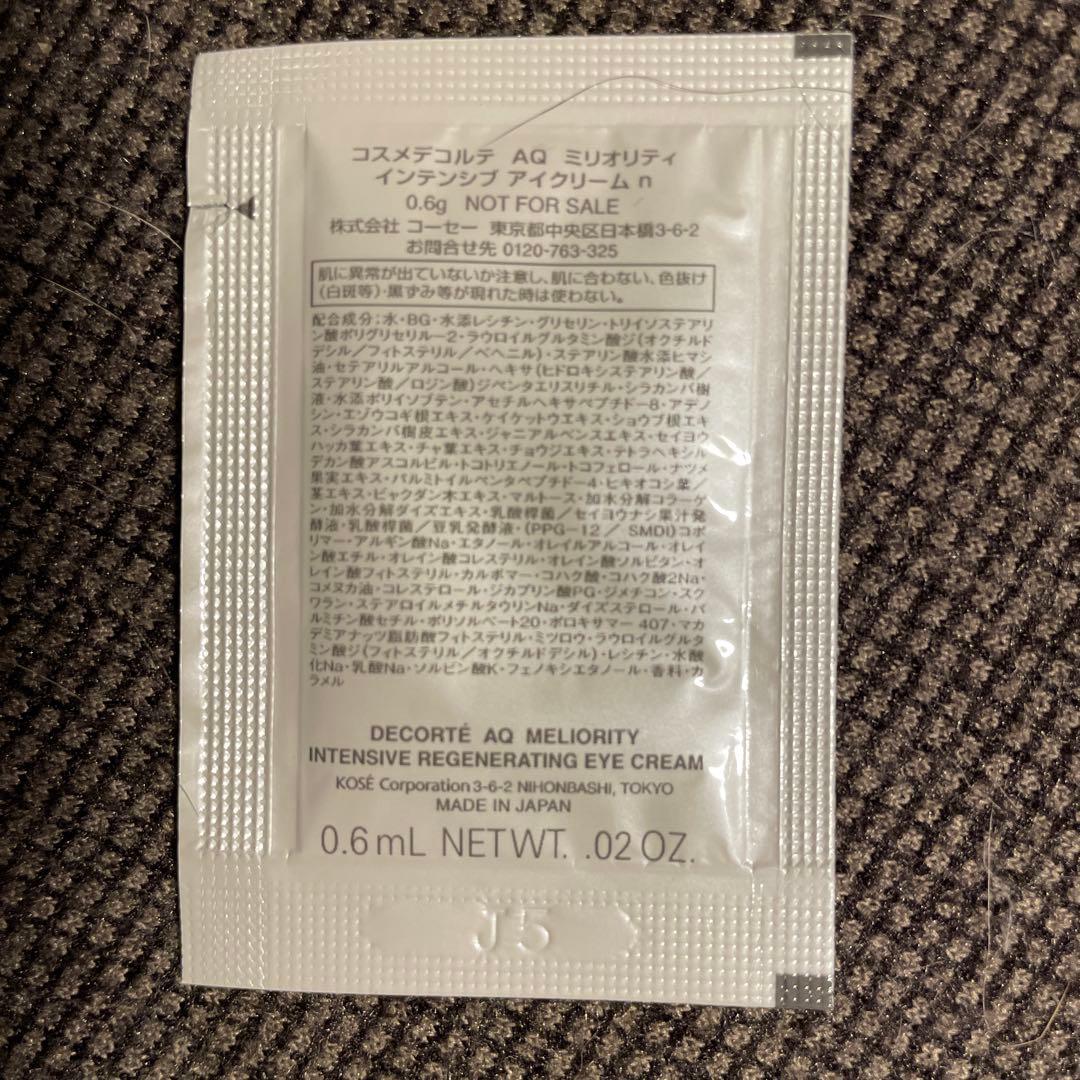 コスメデコルテ AQ ミリオリティ
インテンシブ アイクリーム n
0.6g NOT FOR SALE
株式会社 コーセー 東京都中央区日本橋3-6-2
お問合せ先 0120-763-325
肌に異常が出ていないか注意し、肌に合わない、色抜け
(白斑等)・黒ずみ等が現れた時は使わない。
配合成分:水・BG・水添レシチン・グリセリン・トリイソステアリ
ン酸ポリグリセリル-2・ラウロイルグルタミン酸ジ(オクチルド
デシル/フィトステリル/ベヘニル)・ステアリン酸水添ヒマシ
油・セテアリルアルコール・ヘキサ(ヒドロキシステアリン酸/
ステアリン酸/ロジン酸)ジペンタエリスリチル・シラカンバ樹
液・水添ポリイソブテン・アセチルヘキサペプチド-8・アデノ
シン・エゾウコギ根エキス・ケイケットウエキス・ショウブ根エキ
ス・シラカンバ樹皮エキス・ジャニアルベンスエキス・セイヨウ
ハッカ葉エキス・チャ葉エキス・チョウジエキス・テトラヘキシル
デカン酸アスコルビル・トコトリエノール・トコフェロール・ナツメ
果実エキス・パルミトイルペンタペプチド-4・ヒキオコシ葉/
茎エキス・ビャクダン木エキス・マルトース・加水分解コラーゲ
ン・加水分解ダイズエキス・乳酸桿菌/セイヨウナシ果汁発
酵液・乳酸桿菌/豆乳発酵液・(PPG-12/SMDI)コポ
リマー・アルギン酸Na・エタノール・オレイルアルコール・オレイ
ン酸エチル・オレイン酸コレステリル・オレイン酸ソルビタン・オ
レイン酸フィトステリル・カルボマー・コハク酸・コハク酸2Na・
コメヌカ油・コレステロール・ジカプリン酸PG・ジメチコン・スク
ワラン・ステアロイルメチルタウリンNa・ダイズステロール・パ
ルミチン酸セチル・ポリソルベート20・ポロキサマー407・マカ
デミアナッツ脂肪酸フィトステリル・ミツロウ・ラウロイルグルタ
ミン酸ジ(フィトステリル/オクチルドデシル)・レシチン・水酸
化Na・乳酸Na・ソルビン酸K・フェノキシエタノール・香料・カ
ラメル
DECORTÉ AQ MELIORITY
INTENSIVE REGENERATING EYE CREAM
KOSÉ Corporation 3-6-2 NIHONBASHI, TOKYO
MADE IN JAPAN
0.6mL NET WT. .02 OZ.
J5